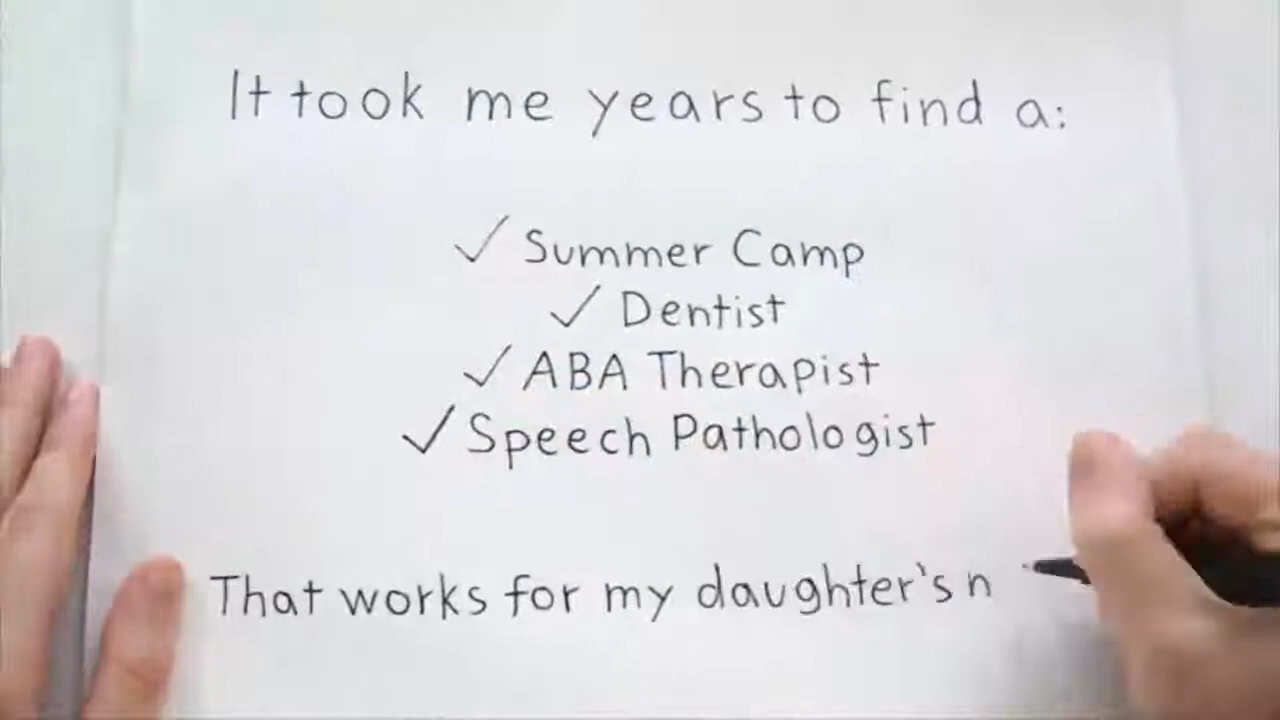 It took me years to find a:
✓ Summer Camp
✓ Dentist
✓ ABA Therapist
✓ Speech Pathologist
That works for my daughter's n